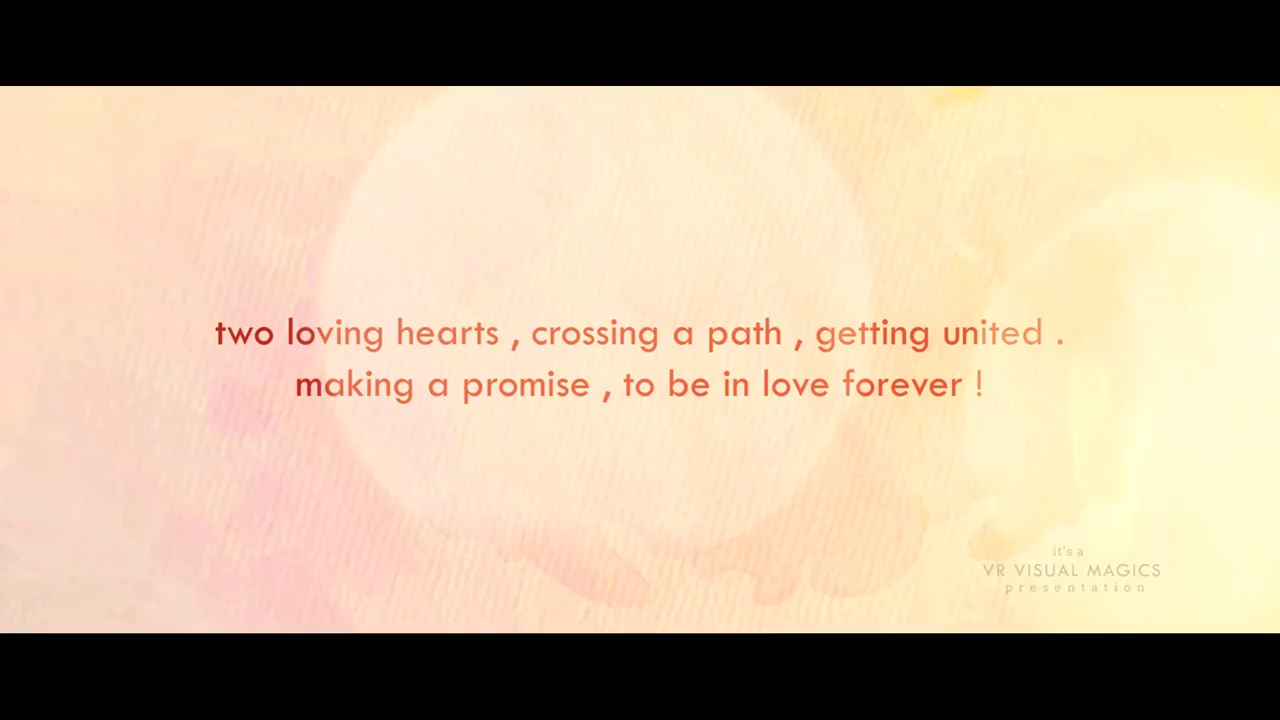 two loving hearts , crossing a path , getting united .
making a promise , to be in love forever !
it's a
VR VISUAL MAGICS
presentation